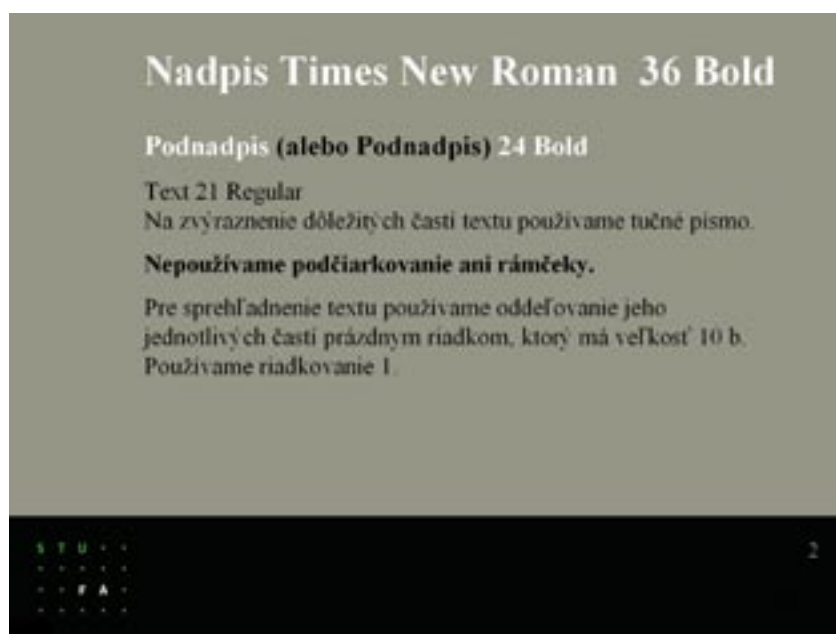 Nadpis Times New Roman 36 Bold
Podnadpis (alebo Podnadpis) 24 Bold
Text 21 Regular
Na zvýraznenie dôležitých častí textu používame tučné písmo.
Nepoužívame podčiarkovanie ani rámčeky.
Pre sprehľadnenie textu používame oddeľovanie jeho
jednotlivých častí prázdnym riadkom, ktorý má veľkosť 10 b.
Používame riadkovanie 1.
S T U
F A
2